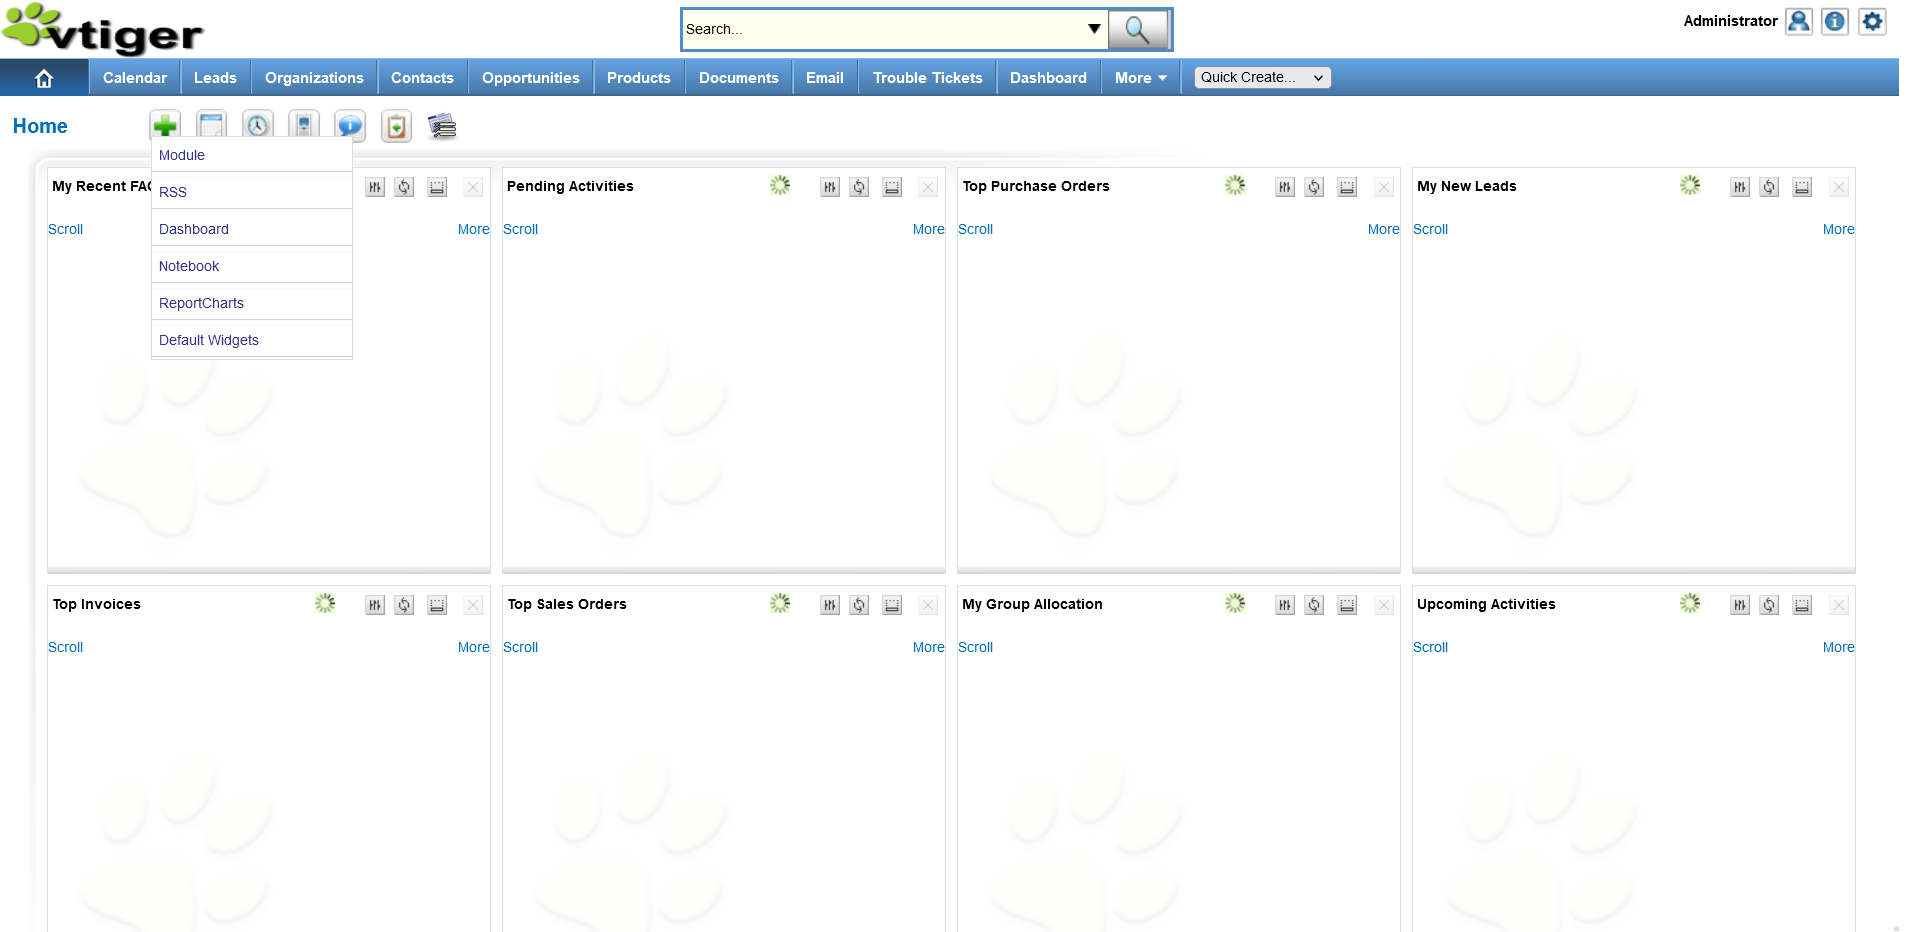 vtiger
Search...
Administrator
Calendar Leads Organizations Contacts Opportunities Products Documents Email Trouble Tickets Dashboard More Quick Create...
Home
Module
RSS
Dashboard
Notebook
ReportCharts
Default Widgets
My Recent FA
Scroll More
Pending Activities
Scroll More
Top Purchase Orders
Scroll More
My New Leads
Scroll More
Top Invoices
Scroll More
Top Sales Orders
Scroll More
My Group Allocation
Scroll More
Upcoming Activities
Scroll More